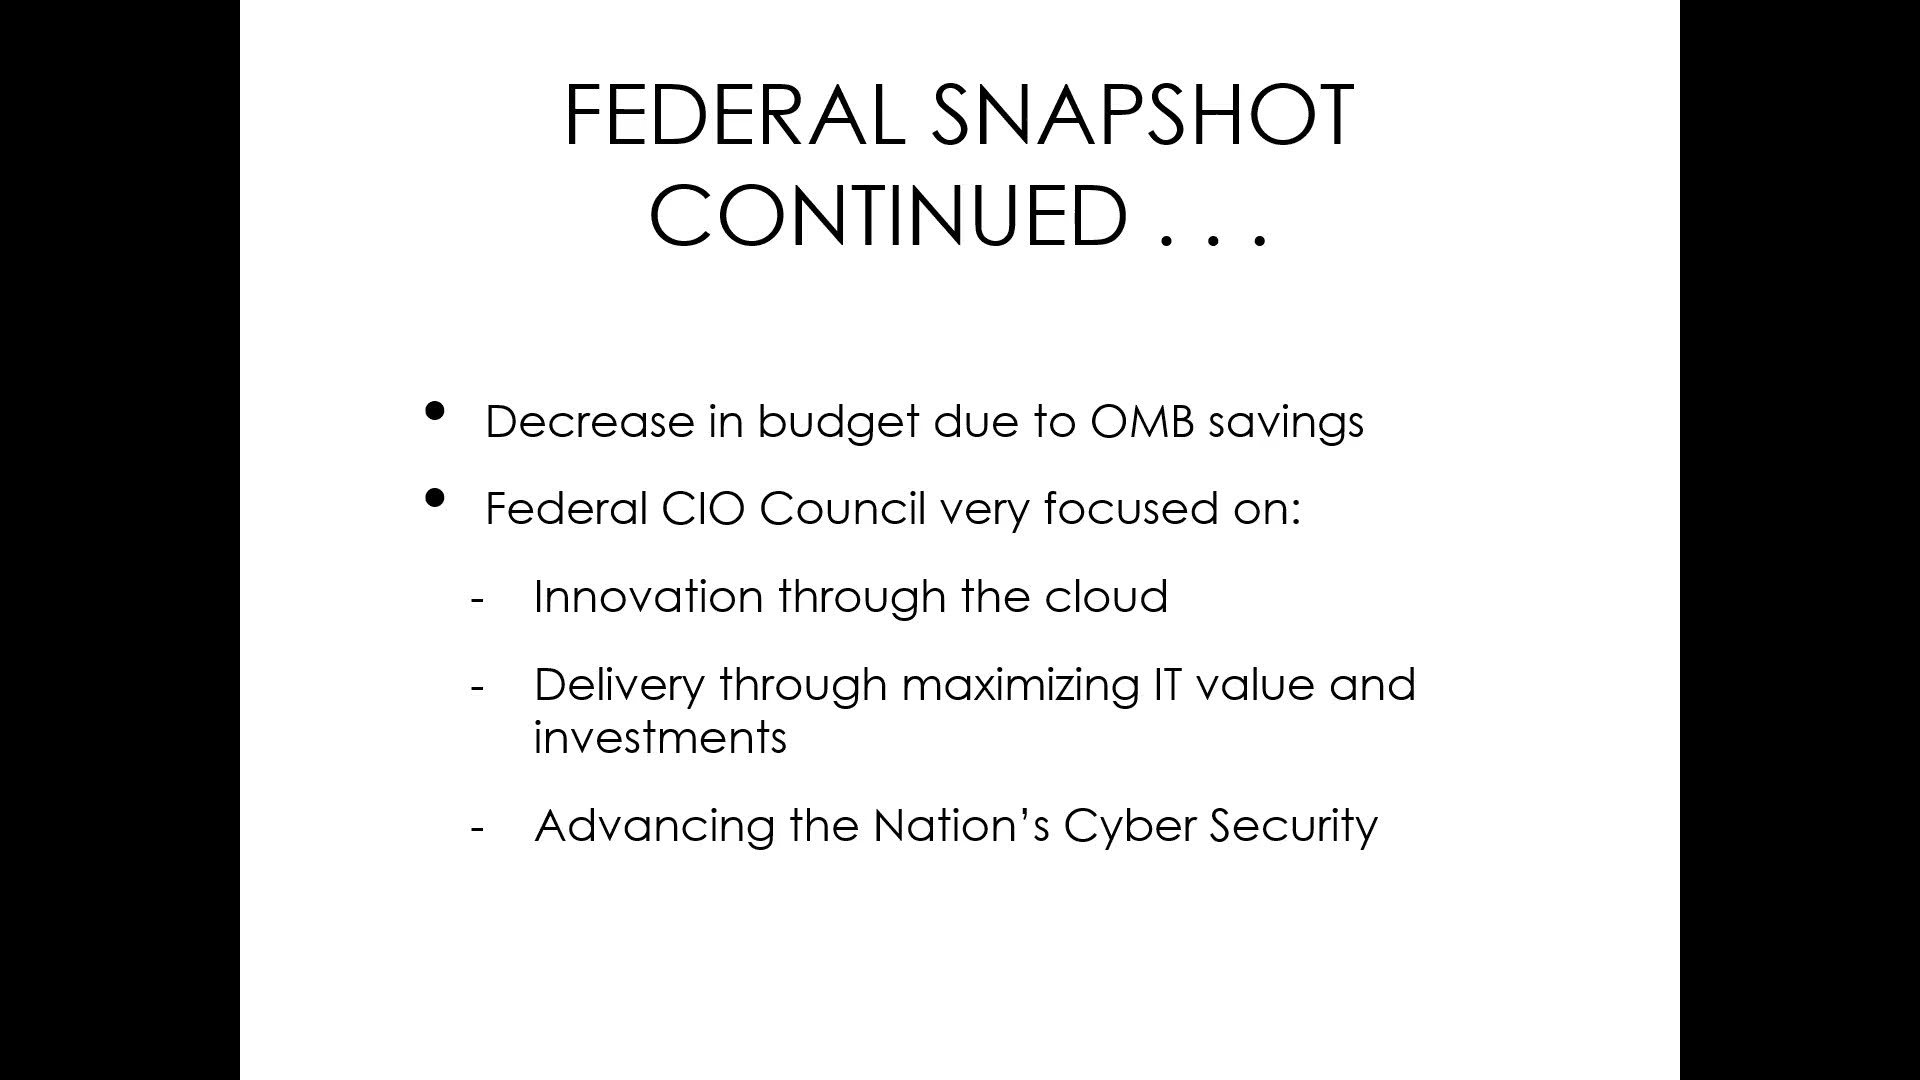 FEDERAL SNAPSHOT
CONTINUED . . .
• Decrease in budget due to OMB savings
• Federal CIO Council very focused on:
- Innovation through the cloud
- Delivery through maximizing IT value and
investments
- Advancing the Nation’s Cyber Security